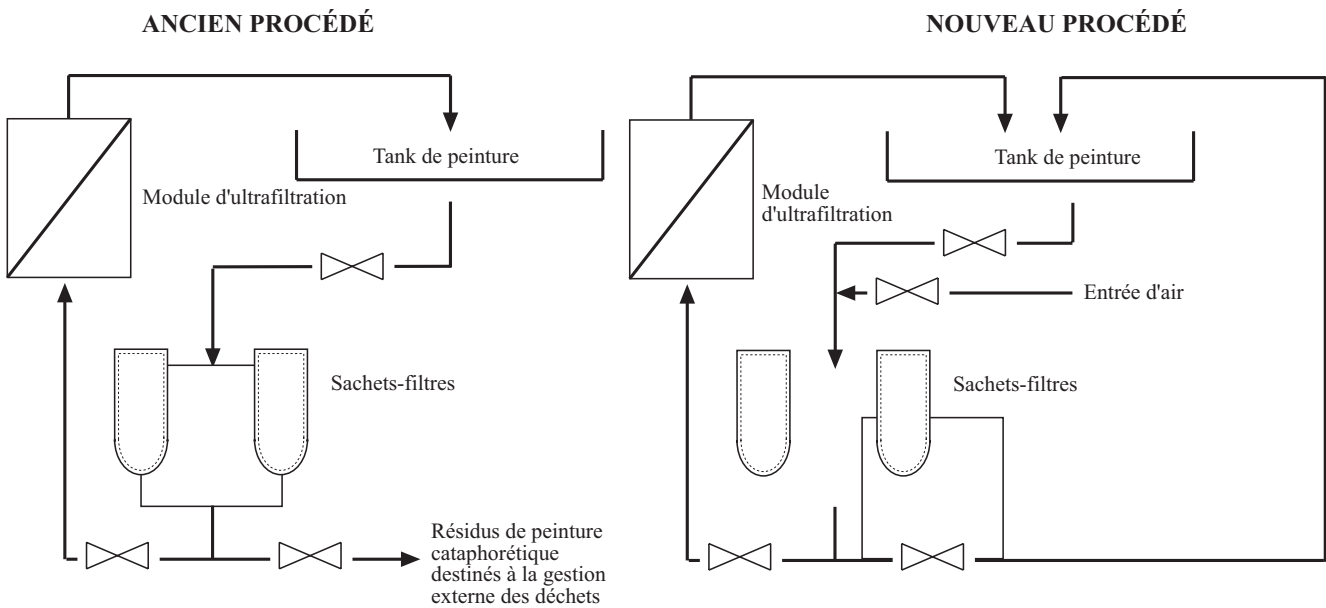 ANCIEN PROCÉDÉ
Tank de peinture
Module d'ultrafiltration
Sachets-filtres
Résidus de peinture
cataphorétique
destinés à la gestion
externe des déchets
NOUVEAU PROCÉDÉ
Tank de peinture
Module
d'ultrafiltration
Entrée d'air
Sachets-filtres